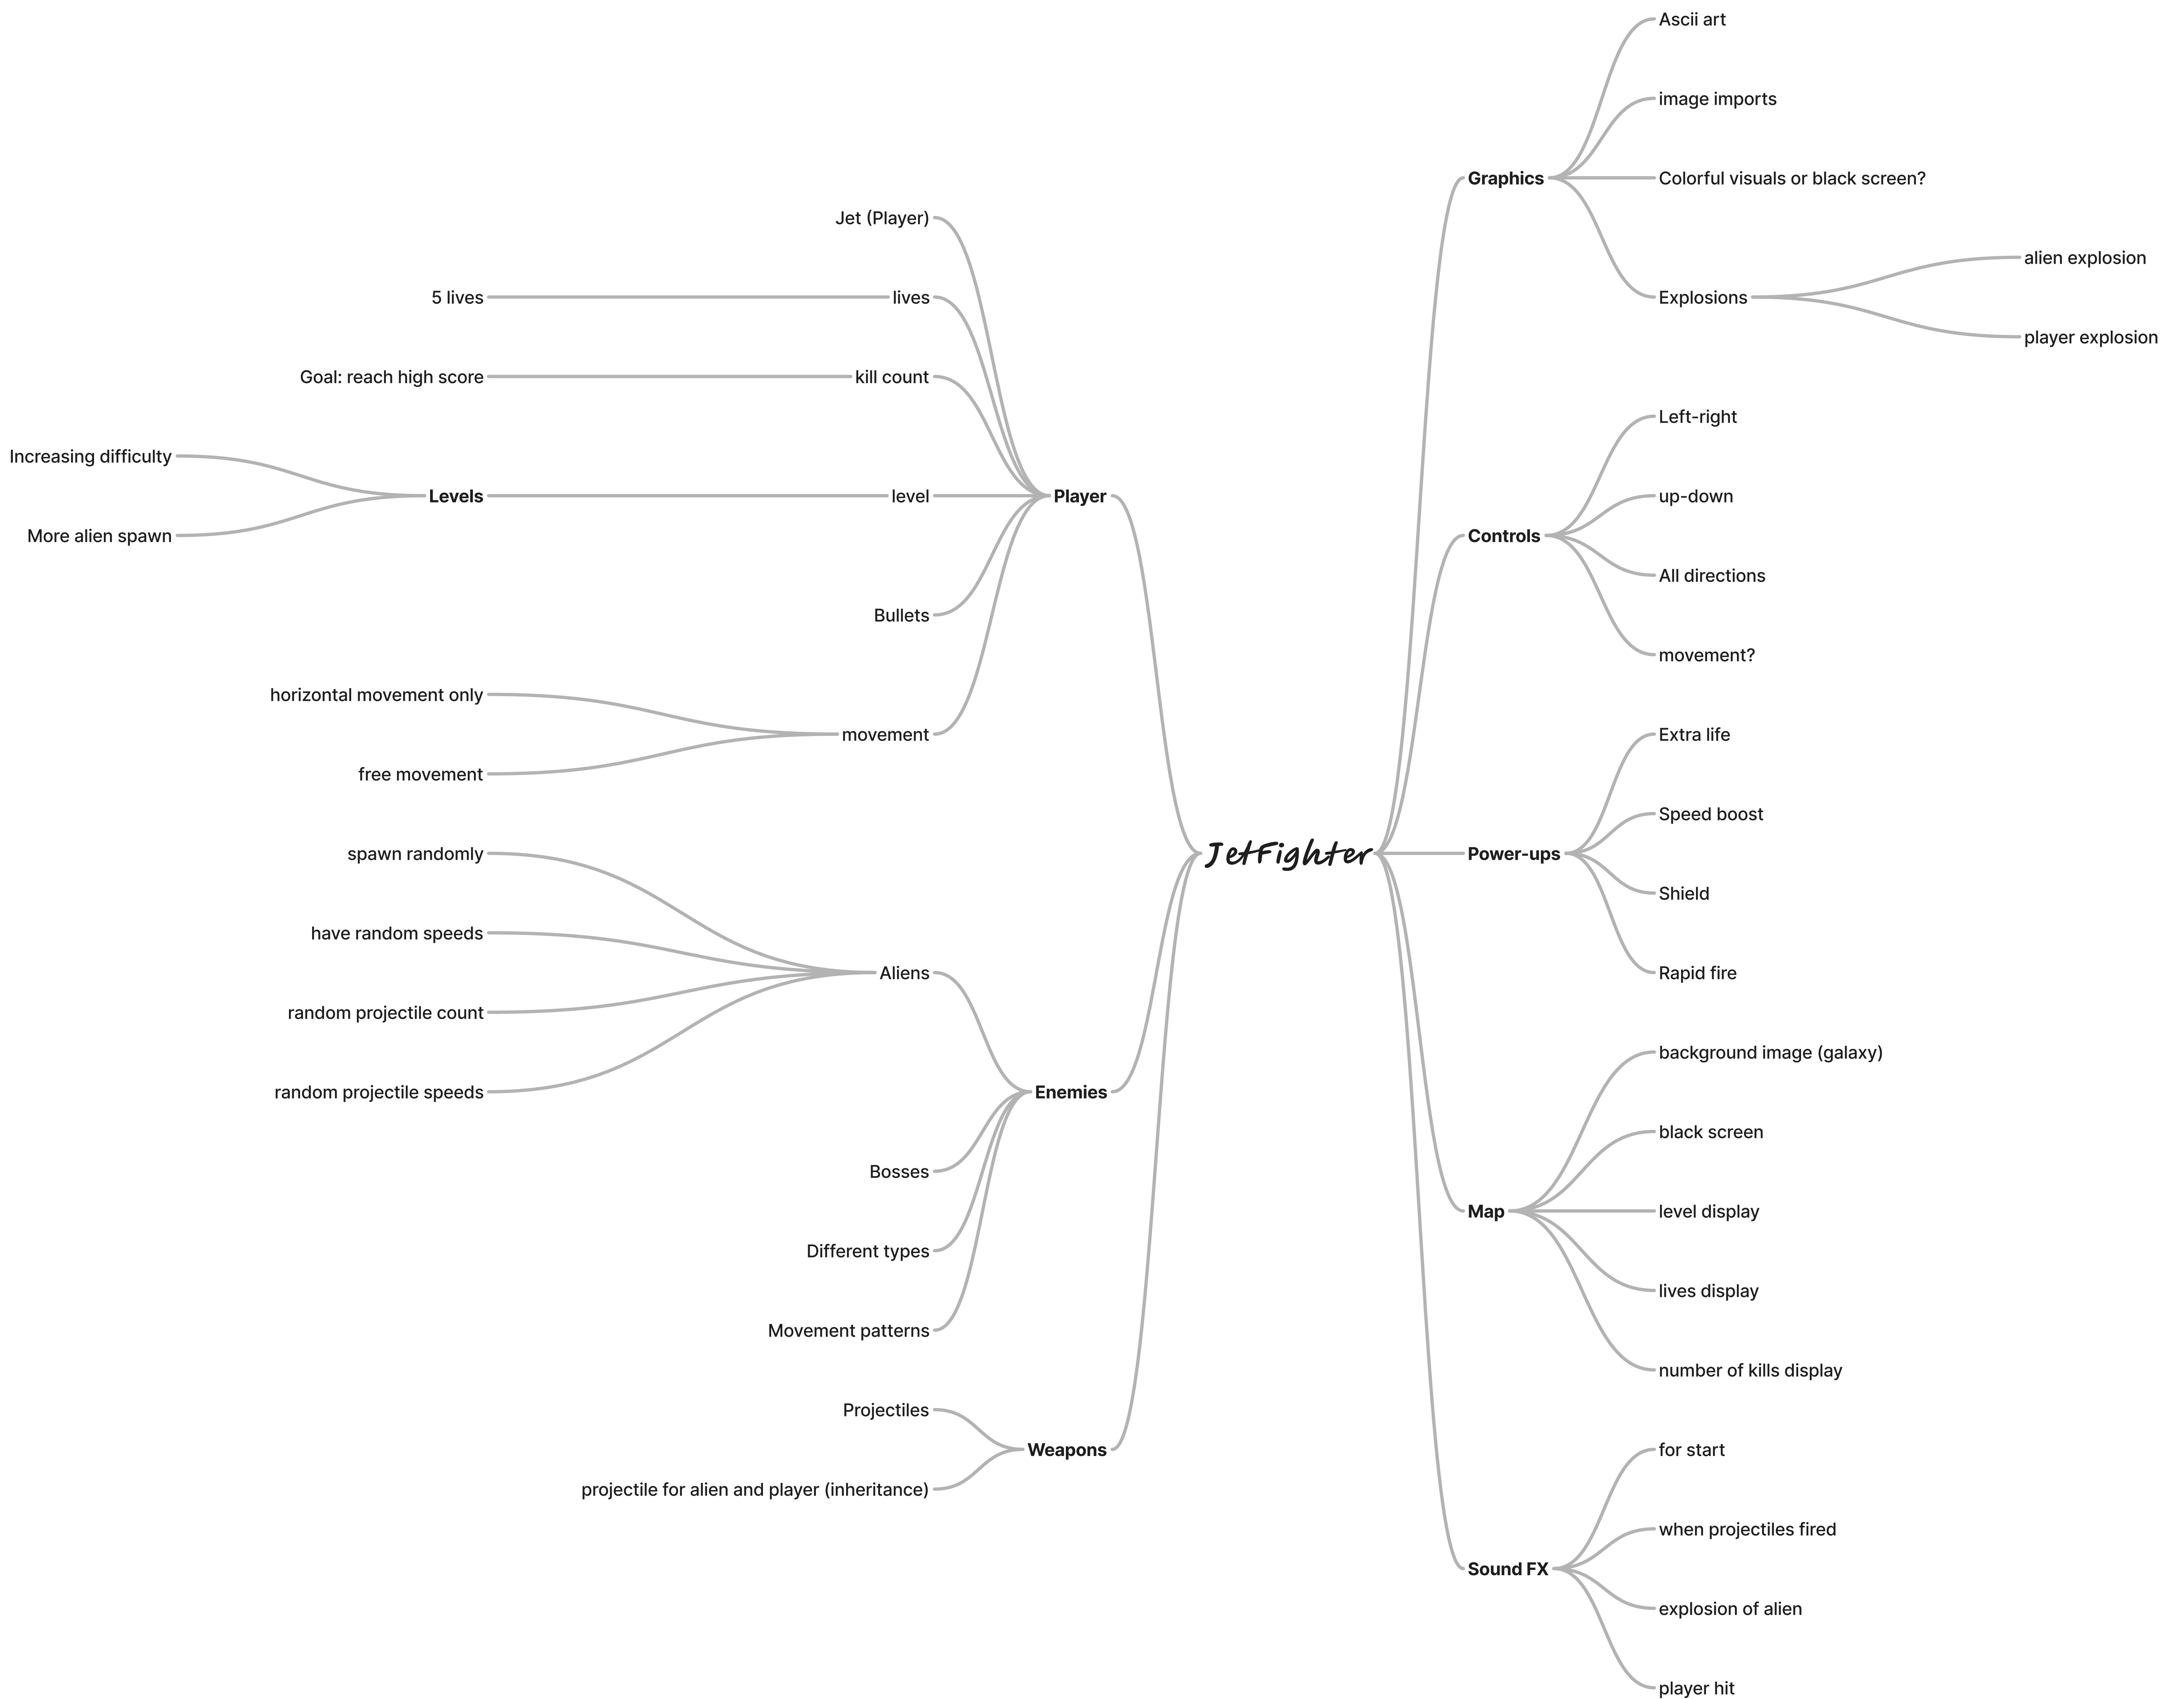 JetFighter
Player
Jet (Player)
lives
5 lives
kill count
Goal: reach high score
level
Levels
Increasing difficulty
More alien spawn
Bullets
movement
horizontal movement only
free movement
Enemies
Aliens
spawn randomly
have random speeds
random projectile count
random projectile speeds
Bosses
Different types
Movement patterns
Weapons
Projectiles
projectile for alien and player (inheritance)
Graphics
Ascii art
image imports
Colorful visuals or black screen?
Explosions
alien explosion
player explosion
Controls
Left-right
up-down
All directions
movement?
Power-ups
Extra life
Speed boost
Shield
Rapid fire
Map
background image (galaxy)
black screen
level display
lives display
number of kills display
Sound FX
for start
when projectiles fired
explosion of alien
player hit